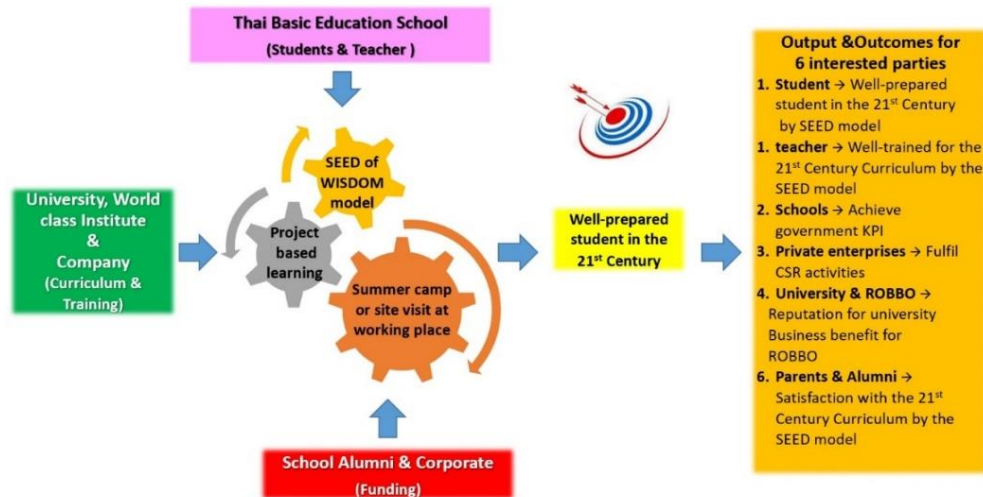 Thai Basic Education School
(Students & Teacher )
SEED of
WISDOM
model
Project
based
learning
Summer camp
or site visit at
working place
University, World
class Institute
&
Company
(Curriculum &
Training)
School Alumni & Corporate
(Funding)
Well-prepared
student in the
21st Century
Output &Outcomes for
6 interested parties
1. Student → Well-prepared
student in the 21st Century
by SEED model
1. teacher → Well-trained for the
21st Century Curriculum by the
SEED model
2. Schools → Achieve
government KPI
3. Private enterprises → Fulfil
CSR activities
4. University & ROBBO →
Reputation for university
Business benefit for
ROBBO
6. Parents & Alumni →
Satisfaction with the 21st
Century Curriculum by the
SEED model